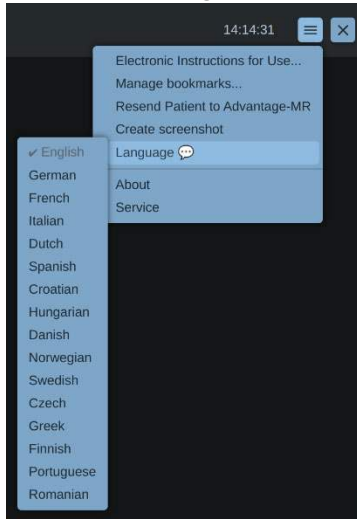 14:14:31
Electronic Instructions for Use...
Manage bookmarks...
Resend Patient to Advantage-MR
Create screenshot
Language 💬
About
Service
✔ English
German
French
Italian
Dutch
Spanish
Croatian
Hungarian
Danish
Norwegian
Swedish
Czech
Greek
Finnish
Portuguese
Romanian